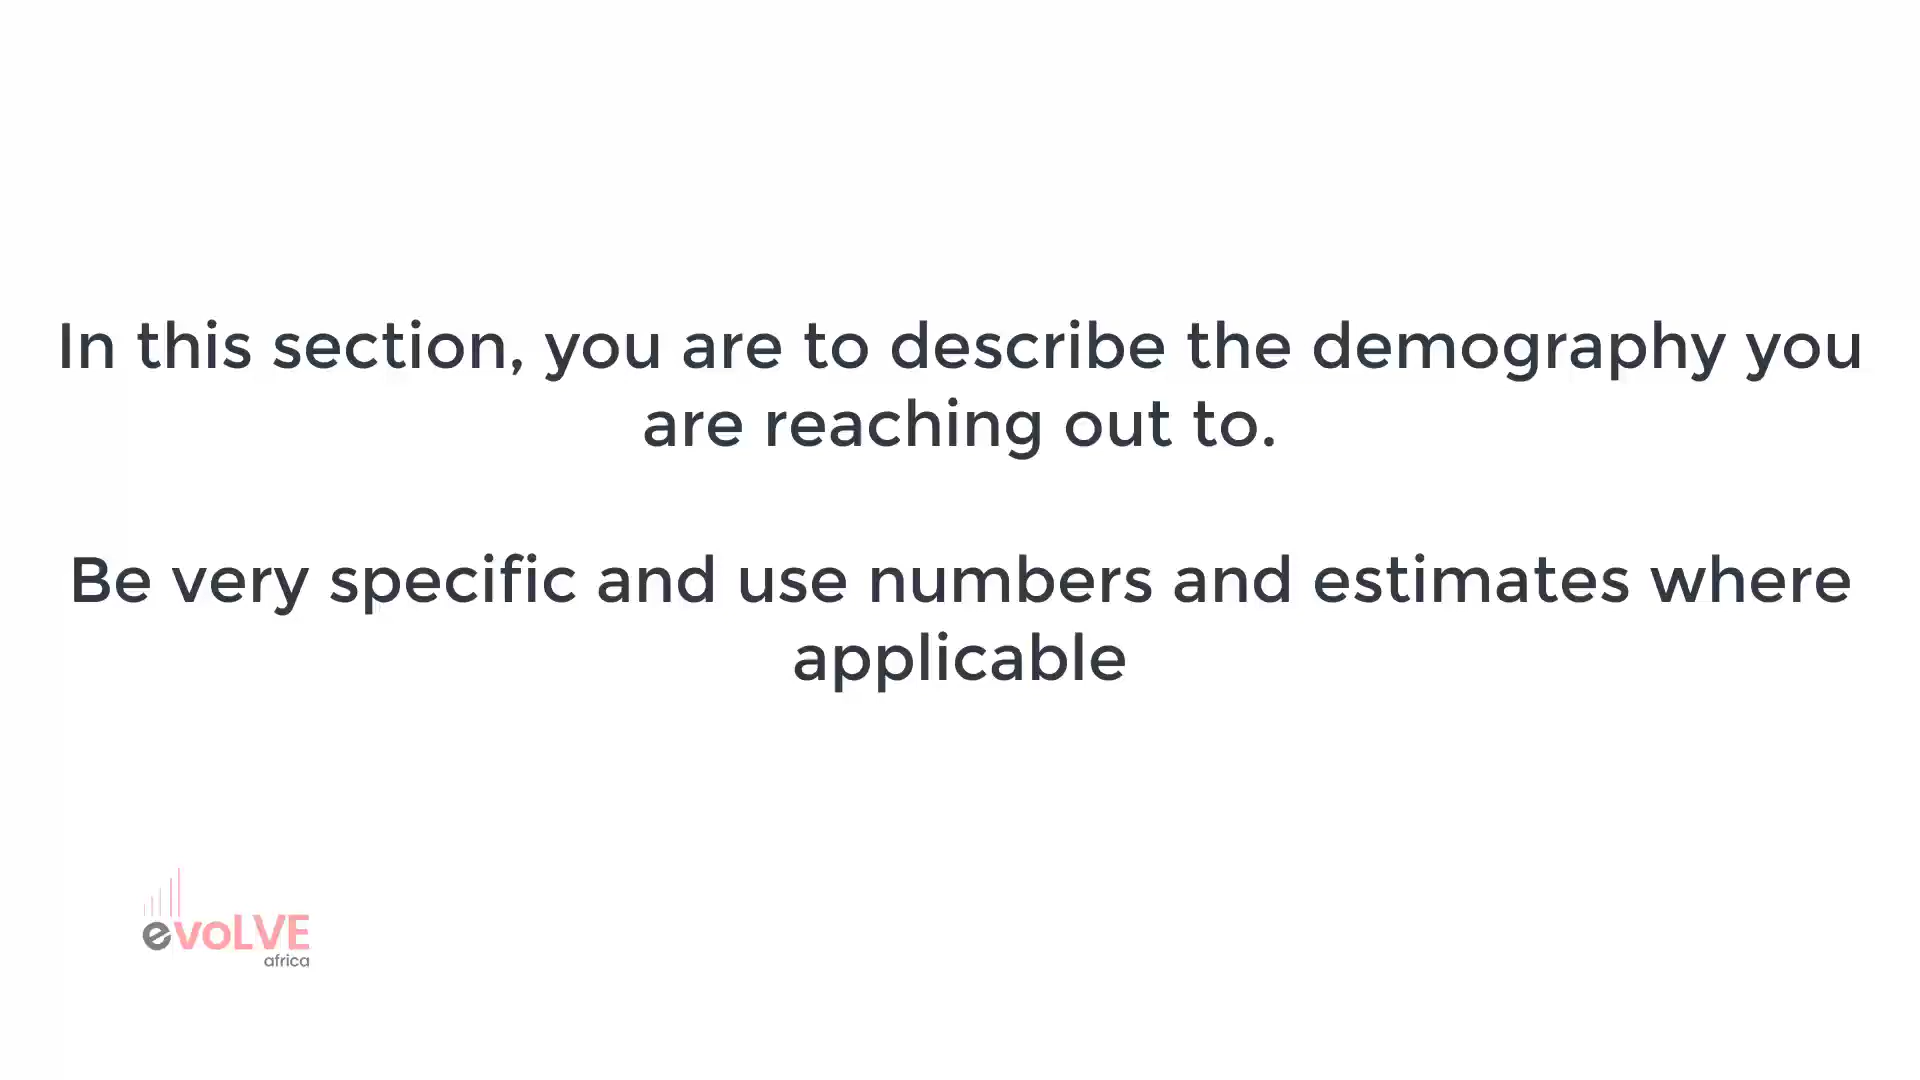 In this section, you are to describe the demography you
are reaching out to.
Be very specific and use numbers and estimates where
applicable
evoLVE
africa